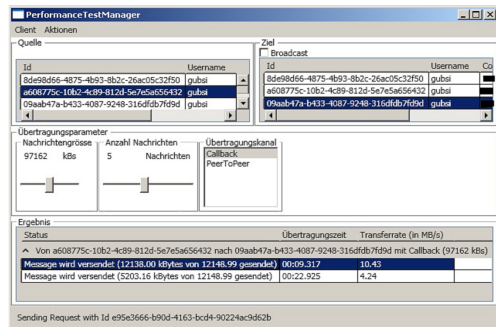 PerformanceTestManager
Client Aktionen
Quelle
Id Username
8de98d66-4875-4b93-8b2c-26ac05c32f50 gubsi
a608775c-10b2-4c89-812d-5e7e5a656432 gubsi
09aab47a-b433-4087-9248-316dfdb7fd9d gubsi
Ziel
Broadcast
Id Username Co
8de98d66-4875-4b93-8b2c-26ac05c32f50 gubsi
a608775c-10b2-4c89-812d-5e7e5a656432 gubsi
09aab47a-b433-4087-9248-316dfdb7fd9d gubsi
Übertragungsparameter
Nachrichtengrösse
97162 kBs
Anzahl Nachrichten
5 Nachrichten
Übertragungskanal
Callback
PeerToPeer
Ergebnis
Status Übertragungszeit Transferrate (in MB/s)
Von a608775c-10b2-4c89-812d-5e7e5a656432 nach 09aab47a-b433-4087-9248-316dfdb7fd9d mit Callback (97162 kBs)
Message wird versendet (12138.00 kBytes von 12148.99 gesendet) 00:09.317 10.43
Message wird versendet (5203.16 kBytes von 12148.99 gesendet) 00:22.925 4.24
Sending Request with Id e95e3666-b90d-4163-bcd4-90224ac9d62b